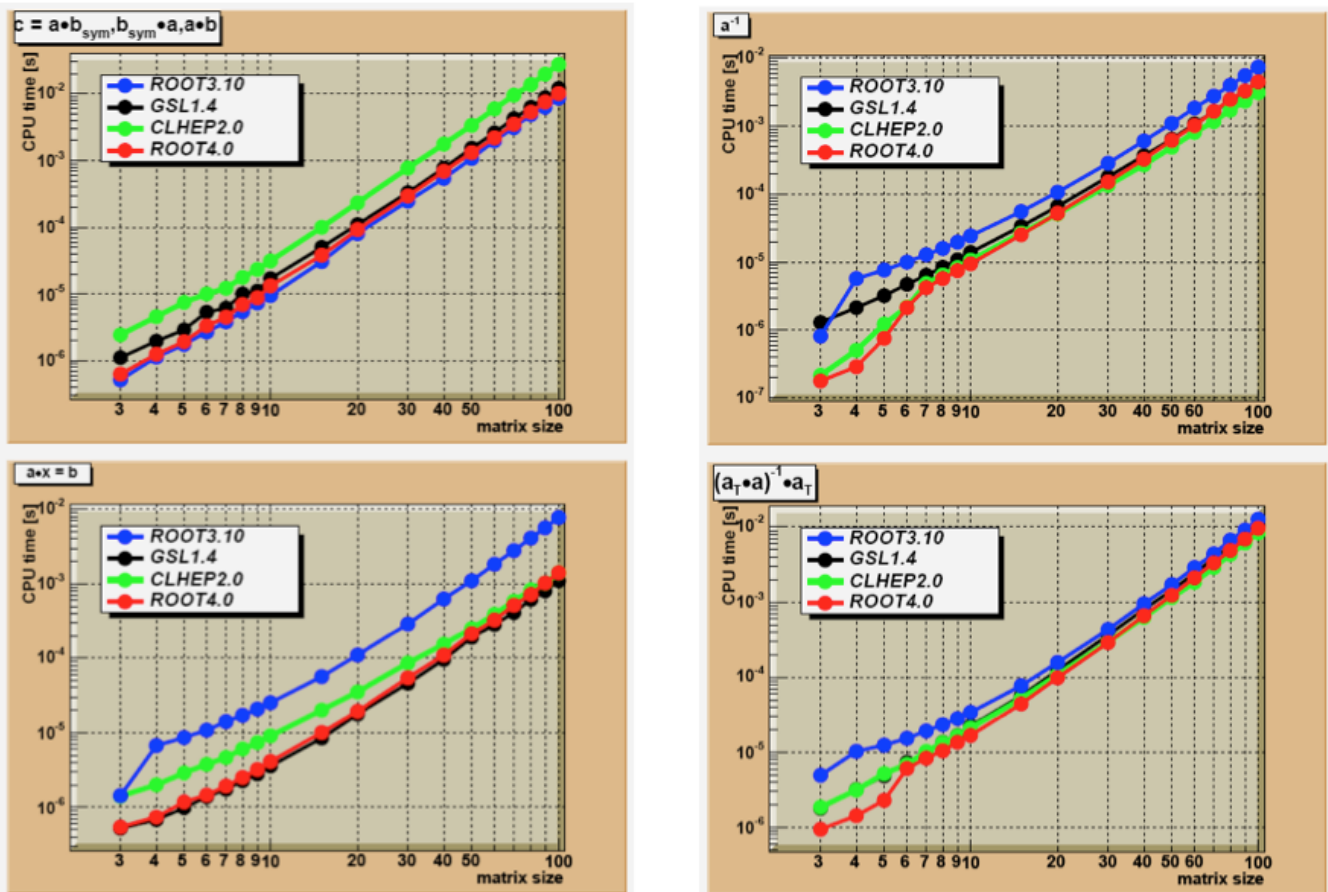 c = a•b_sym,b_sym•a,a•b
CPU time [s]
10^-2
10^-3
10^-4
10^-5
10^-6
ROOT3.10
GSL1.4
CLHEP2.0
ROOT4.0
3 4 5 6 7 8 9 10 20 30 40 50 60 100
matrix size
a^-1
CPU time [s]
10^-2
10^-3
10^-4
10^-5
10^-6
10^-7
ROOT3.10
GSL1.4
CLHEP2.0
ROOT4.0
3 4 5 6 7 8 9 10 20 30 40 50 60 100
matrix size
a•x = b
CPU time [s]
10^-2
10^-3
10^-4
10^-5
10^-6
ROOT3.10
GSL1.4
CLHEP2.0
ROOT4.0
3 4 5 6 7 8 9 10 20 30 40 50 100
matrix size
(a_T•a)^-1•a_T
CPU time [s]
10^-2
10^-3
10^-4
10^-5
10^-6
ROOT3.10
GSL1.4
CLHEP2.0
ROOT4.0
3 4 5 6 7 8 9 10 20 30 40 50 60 100
matrix size